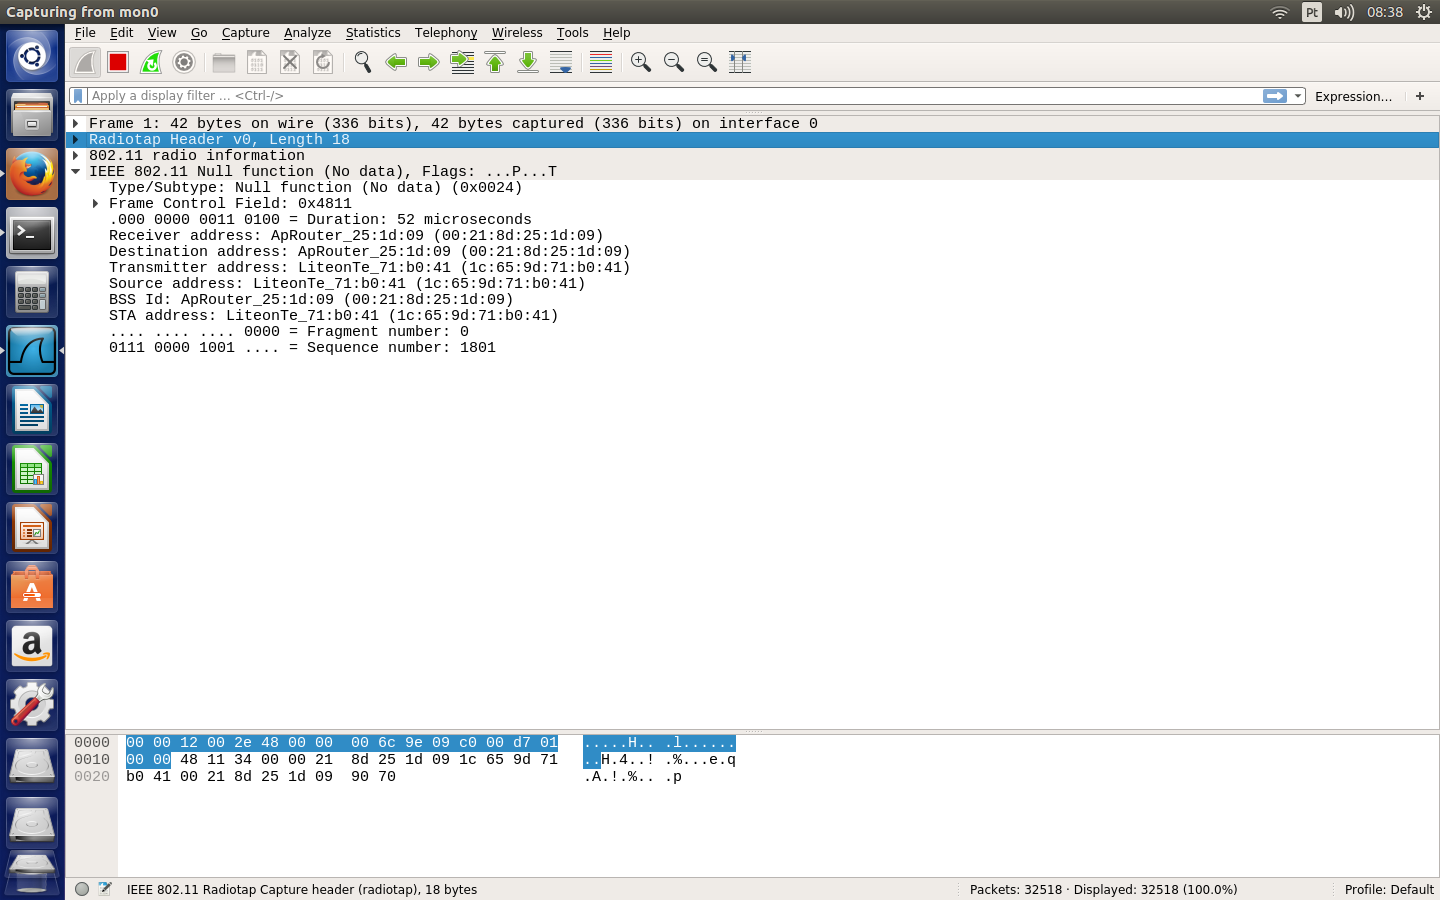 Capturing from mon0
Pt
08:38
File Edit View Go Capture Analyze Statistics Telephony Wireless Tools Help
Apply a display filter ... <Ctrl-/>
Expression...
+
Frame 1: 42 bytes on wire (336 bits), 42 bytes captured (336 bits) on interface 0
Radiotap Header v0, Length 18
802.11 radio information
IEEE 802.11 Null function (No data), Flags: ...P...T
Type/Subtype: Null function (No data) (0x0024)
Frame Control Field: 0x4811
.000 0000 0011 0100 = Duration: 52 microseconds
Receiver address: ApRouter_25:1d:09 (00:21:8d:25:1d:09)
Destination address: ApRouter_25:1d:09 (00:21:8d:25:1d:09)
Transmitter address: LiteonTe_71:b0:41 (1c:65:9d:71:b0:41)
Source address: LiteonTe_71:b0:41 (1c:65:9d:71:b0:41)
BSS Id: ApRouter_25:1d:09 (00:21:8d:25:1d:09)
STA address: LiteonTe_71:b0:41 (1c:65:9d:71:b0:41)
.... .... .... 0000 = Fragment number: 0
0111 0000 1001 .... = Sequence number: 1801
0000 00 00 12 00 2e 48 00 00 00 6c 9e 09 c0 00 d7 01 .....H.. .l......
0010 00 00 48 11 34 00 00 21 8d 25 1d 09 1c 65 9d 71 ..H.4..! .%...e.q
0020 b0 41 00 21 8d 25 1d 09 90 70 .A.!.%.. .p
IEEE 802.11 Radiotap Capture header (radiotap), 18 bytes
Packets: 32518 · Displayed: 32518 (100.0%)
Profile: Default